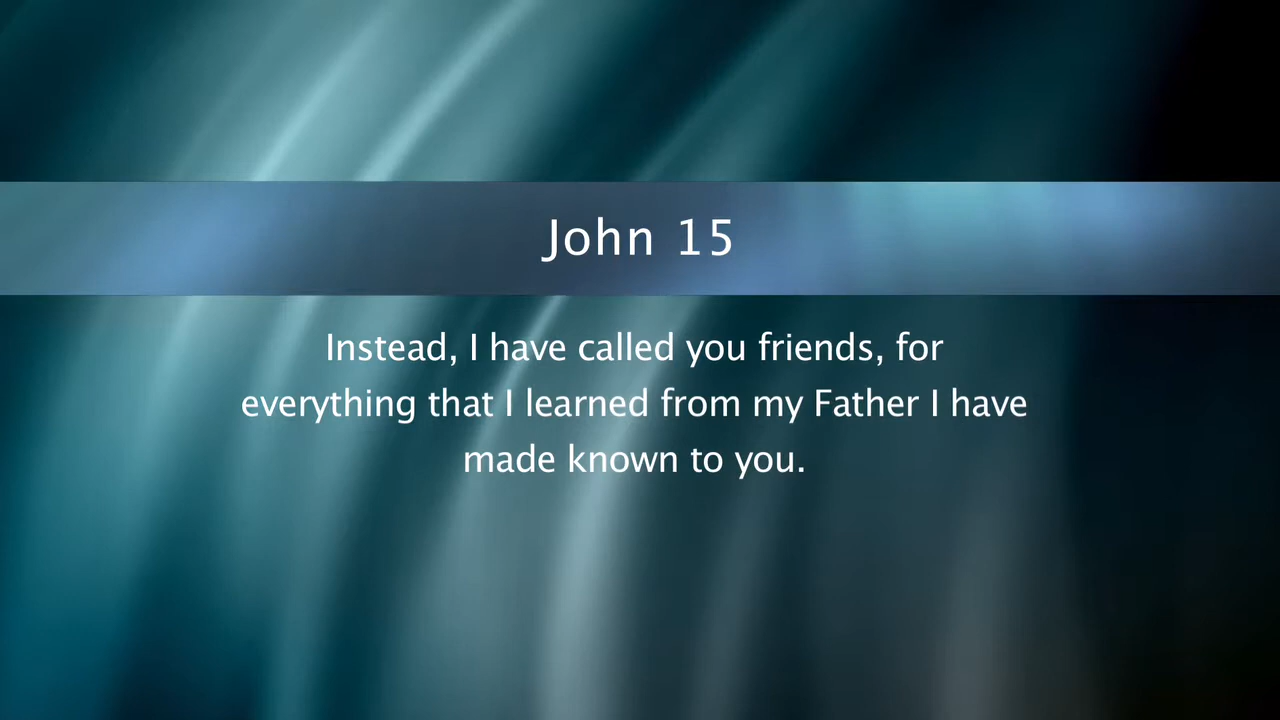 John 15
Instead, I have called you friends, for
everything that I learned from my Father I have
made known to you.